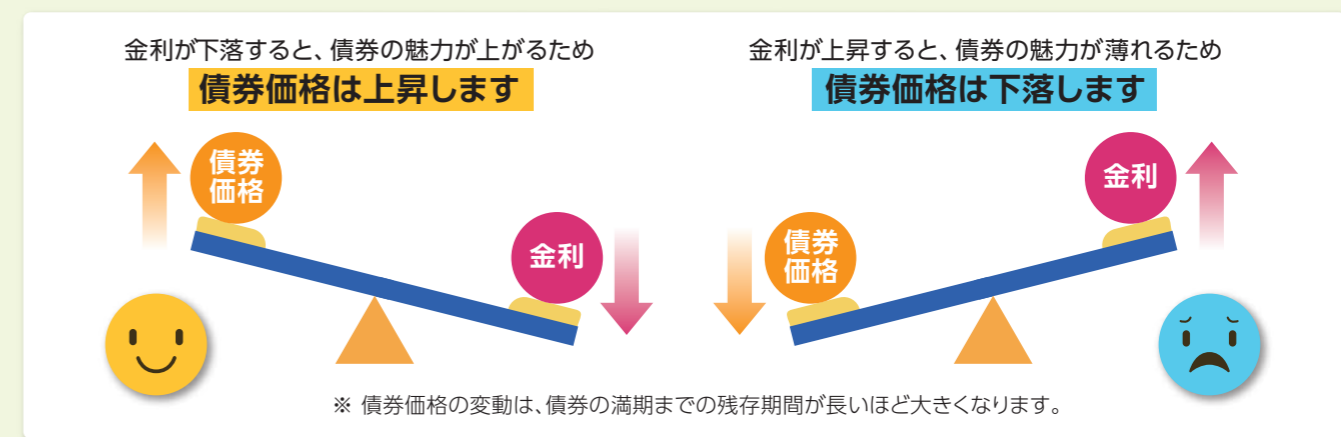 金利が下落すると、債券の魅力が上がるため
債券価格は上昇します
債券
価格
金利
金利が上昇すると、債券の魅力が薄れるため
債券価格は下落します
債券
価格
金利
※ 債券価格の変動は、債券の満期までの残存期間が長いほど大きくなります。